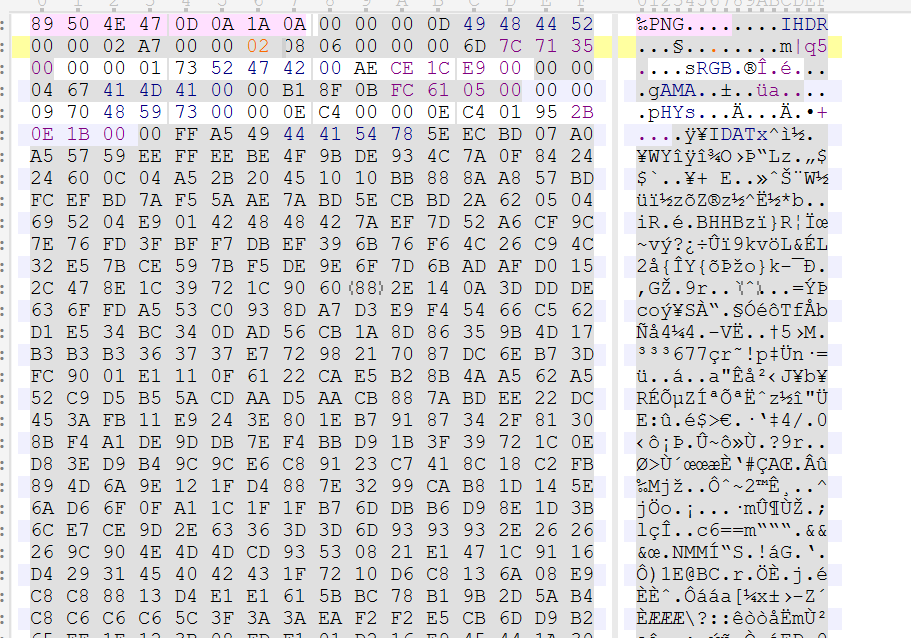 0 1 2 3 4 5 6 7 8 9 A B C D E F 0123456789ABCDEF
89 50 4E 47 0D 0A 1A 0A 00 00 00 0D 49 48 44 52 ‰PNG........IHDR
00 00 02 A7 00 00 02 08 06 00 00 00 6D 7C 71 35 ...§........m|q5
00 00 00 01 73 52 47 42 00 AE CE 1C E9 00 00 00 ....sRGB.®Î.é...
04 67 41 4D 41 00 00 B1 8F 0B FC 61 05 00 00 00 .gAMA..±..üa....
09 70 48 59 73 00 00 0E C4 00 00 0E C4 01 95 2B .pHYs...Ä...Ä.•+
0E 1B 00 00 FF A5 49 44 41 54 78 5E EC BD 07 A0 ....ÿ¥IDATx^ì½.
A5 57 59 EE FF EE BE 4F 9B DE 93 4C 7A 0F 84 24 ¥WYîÿî¾O›Þ“Lz.„$
24 60 0C 04 A5 2B 20 45 10 10 BB 88 8A A8 57 BD $`..¥+ E..»ˆŠ¨W½
FC EF BD 7A F5 5A AE 7A BD 5E CB BD 2A 62 05 04 üï½zõZ®z½^Ë½*b..
69 52 04 E9 01 42 48 48 42 7A EF 7D 52 A6 CF 9C iR.é.BHHBzï}R¦Ïœ
7E 76 FD 3F BF F7 DB EF 39 6B 76 F6 4C 26 C9 4C ~vý?¿÷Ûï9kvöL&ÉL
32 E5 7B CE 59 7B F5 DE 9E 6F 7D 6B AD AF D0 15 2å{ÎY{õÞžo}k-¯Ð.
2C 47 8E 1C 39 72 1C 90 60 (88) 2E 14 0A 3D DD DE ,GŽ.9r..`(ˆ)...=ÝÞ
63 6F FD A5 53 C0 93 8D A7 D3 E9 F4 54 66 C5 62 coý¥SÀ“.§ÓéôTfÅb
D1 E5 34 BC 34 0D AD 56 CB 1A 8D 86 35 9B 4D 17 Ñå4¼4.-VË..†5›M.
B3 B3 B3 36 37 37 E7 72 98 21 70 87 DC 6E B7 3D ³³³677çr˜!p‡Ün·=
FC 90 01 E1 11 0F 61 22 CA E5 B2 8B 4A A5 62 A5 ü..á..a"Êå²‹J¥b¥
52 C9 D5 B5 5A CD AA D5 AA CB 88 7A BD EE 22 DC RÉÕµZÍªÕªËˆz½î"Ü
45 3A FB 11 E9 24 3E 80 1E B7 91 87 34 2F 81 30 E:û.é$>€.·‘‡4/.0
8B F4 A1 DE 9D DB 7E F4 BB D9 1B 3F 39 72 1C 0E ‹ô¡Þ.Û~ô»Ù.?9r..
D8 3E D9 B4 9C 9C E6 C8 91 23 C7 41 8C 18 C2 FB Ø>Ù´œœæÈ‘#ÇAŒ.Âû
89 4D 6A 9E 12 1F D4 88 7E 32 99 CA B8 1D 14 5E ‰Mjž..Ôˆ~2™Ê¸..^
6A D6 6F 0F A1 1C 1F 1F B7 6D DB B6 D9 8E 1D 3B jÖo.¡...·mÛ¶ÙŽ.;
6C E7 CE 9D 2E 63 36 3D 3D 6D 93 93 93 2E 26 26 lçÎ..c6==m“““.&&
26 9C 90 4E 4D 4D CD 93 53 08 21 E1 47 1C 91 16 &œ.NMMÍ“S.!áG.‘.
D4 29 31 45 40 42 43 1F 72 10 D6 C8 13 6A 08 E9 Ô)1E@BC.r.ÖÈ.j.é
C8 C8 88 13 D4 E1 E1 61 5B BC 78 B1 9B 2D 5A B4 ÈÈˆ.Ôááa[¼x±›-Z´
C8 C6 C6 C6 5C 3F 3A 3A EA F2 F2 E5 CB 6D D9 B2 ÈÆÆÆ\?::êòòåËmÙ²